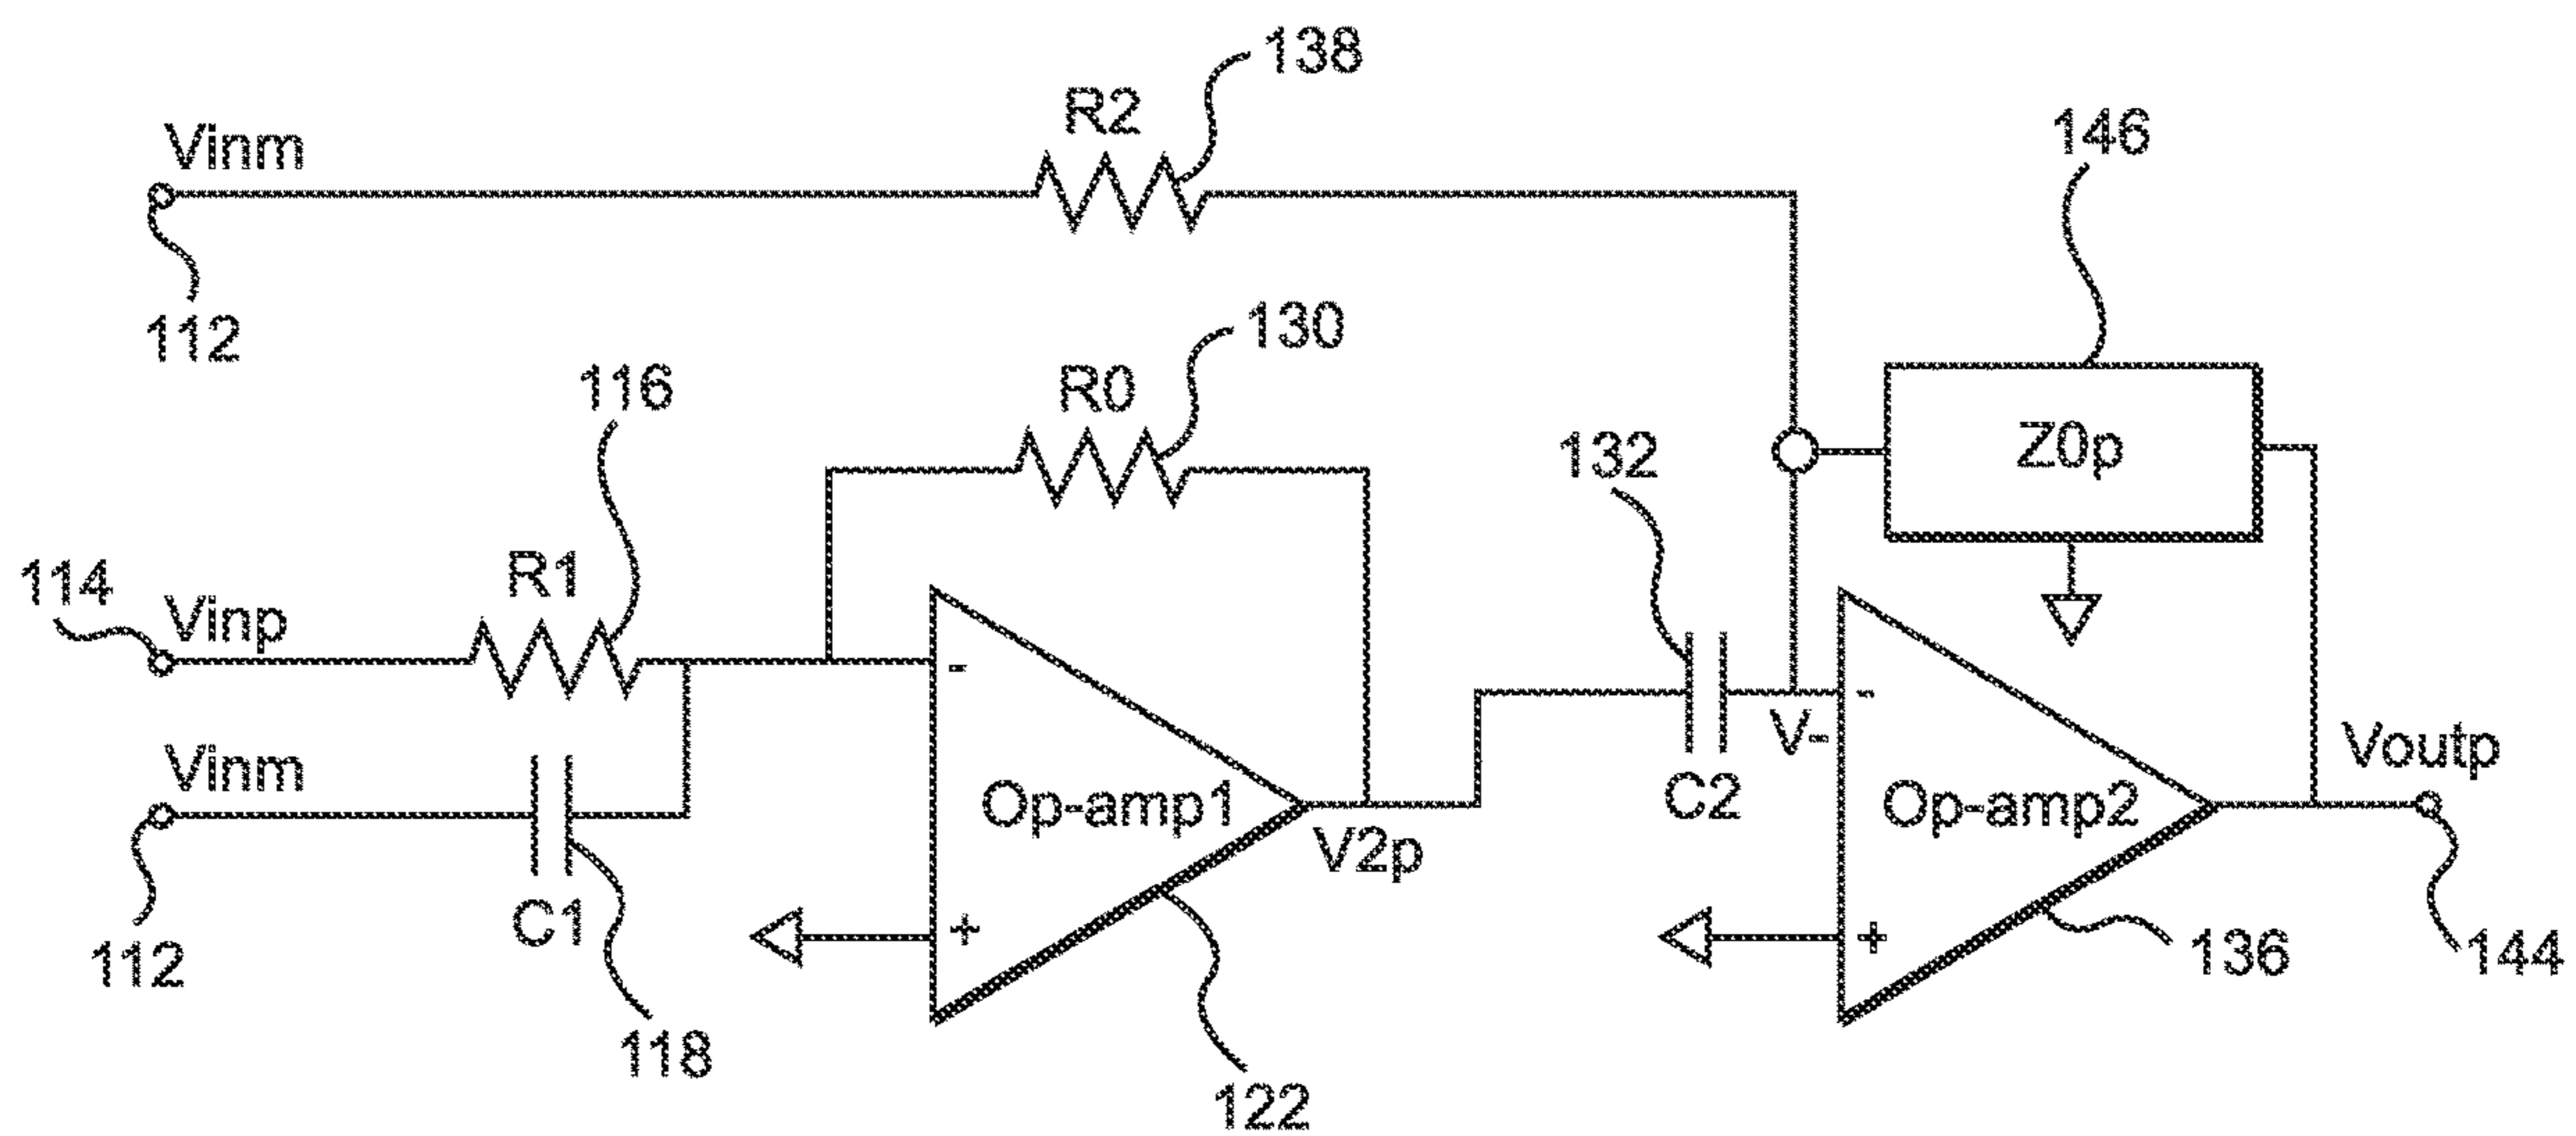 138
R2
Vinm
146
112
130
116
R0
132
Z0p
R1
114
Vinp
-
-
V-
Voutp
Vinm
C2
Op-amp1
Op-amp2
V2p
C1
+
+
112
136
144
118
122